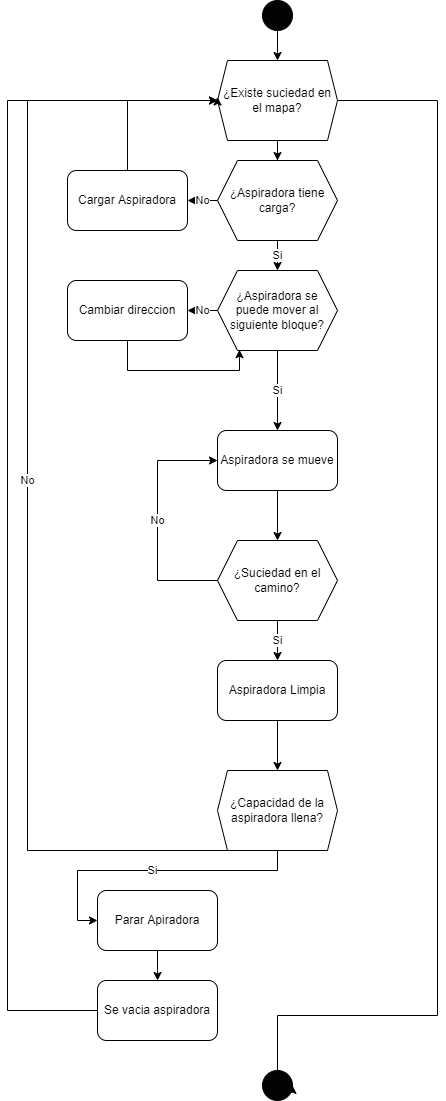 ¿Existe suciedad en
el mapa?
¿Aspiradora tiene
carga?
No
Cargar Aspiradora
Si
¿Aspiradora se
puede mover al
siguiente bloque?
No
Cambiar direccion
Si
Aspiradora se mueve
No
No
¿Suciedad en el
camino?
Si
Aspiradora Limpia
¿Capacidad de la
aspiradora llena?
Si
Parar Apiradora
Se vacia aspiradora